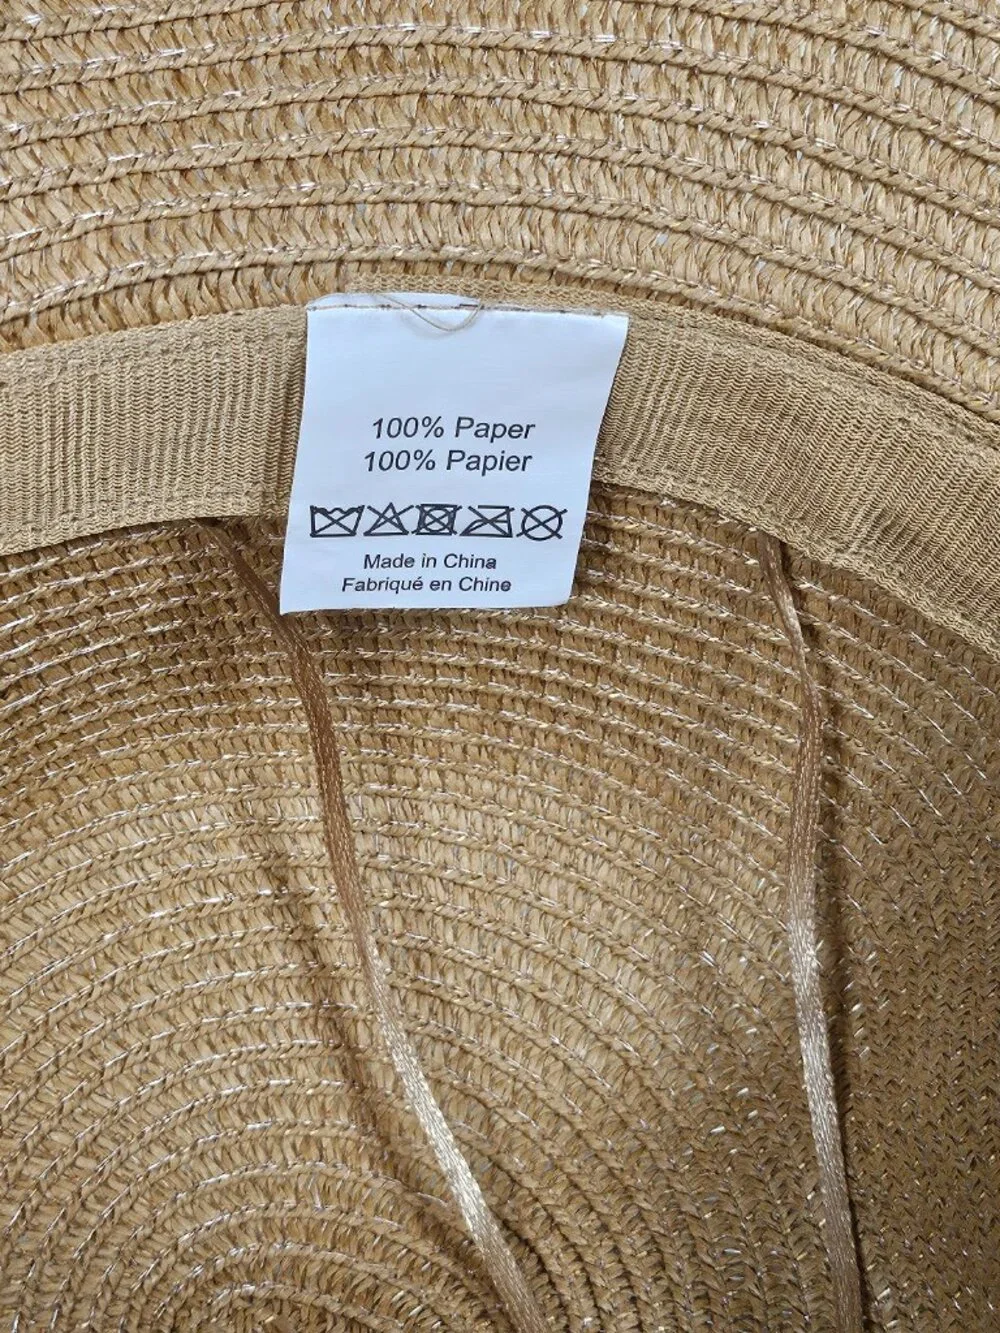 100% Paper
100% Papier
Made in China
Fabriqué en Chine